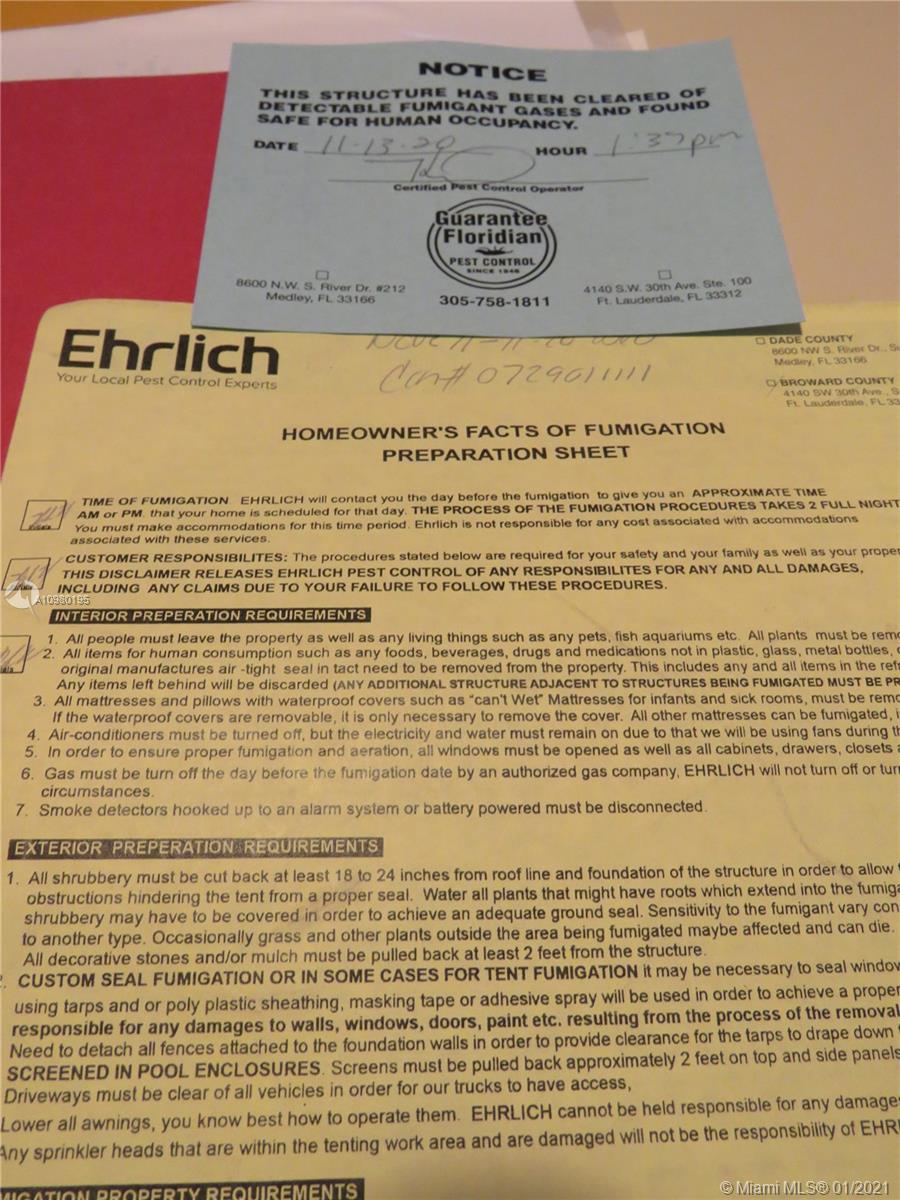 NOTICE
THIS STRUCTURE HAS BEEN CLEARED OF
DETECTABLE FUMIGANT GASES AND FOUND
SAFE FOR HUMAN OCCUPANCY.
DATE 11-13-20 HOUR 1:37pm
Certified Pest Control Operator
Guarantee
Floridian
PEST CONTROL
SINCE 1946
8600 N.W. S. River Dr. #212
Medley, FL 33166
305-758-1811
4140 S.W. 30th Ave. Ste. 100
Ft. Lauderdale, FL 33312
Ehrlich
Your Local Pest Control Experts
Con# 0729011111
DADE COUNTY
8600 NW S. River Dr., S
Medley, FL 33166
BROWARD COUNTY
4140 SW 30th Ave., S
Ft. Lauderdale, FL 33
HOMEOWNER'S FACTS OF FUMIGATION
PREPARATION SHEET
TIME OF FUMIGATION EHRLICH will contact you the day before the fumigation to give you an APPROXIMATE TIME
AM or PM. that your home is scheduled for that day. THE PROCESS OF THE FUMIGATION PROCEDURES TAKES 2 FULL NIGHT
You must make accommodations for this time period. Ehrlich is not responsible for any cost associated with accommodations
associated with these services.
CUSTOMER RESPONSIBILITES: The procedures stated below are required for your safety and your family as well as your proper
THIS DISCLAIMER RELEASES EHRLICH PEST CONTROL OF ANY RESPONSIBILITES FOR ANY AND ALL DAMAGES,
INCLUDING ANY CLAIMS DUE TO YOUR FAILURE TO FOLLOW THESE PROCEDURES.
A10980195
INTERIOR PREPERATION REQUIREMENTS
1. All people must leave the property as well as any living things such as any pets, fish aquariums etc. All plants must be remo
2. All items for human consumption such as any foods, beverages, drugs and medications not in plastic, glass, metal bottles,
original manufactures air -tight seal in tact need to be removed from the property. This includes any and all items in the refr
Any items left behind will be discarded (ANY ADDITIONAL STRUCTURE ADJACENT TO STRUCTURES BEING FUMIGATED MUST BE PR
3. All mattresses and pillows with waterproof covers such as "can't Wet" Mattresses for infants and sick rooms, must be remo
If the waterproof covers are removable, it is only necessary to remove the cover. All other mattresses can be fumigated, i
4. Air-conditioners must be turned off, but the electricity and water must remain on due to that we will be using fans during th
5. In order to ensure proper fumigation and aeration, all windows must be opened as well as all cabinets, drawers, closets a
6. Gas must be turn off the day before the fumigation date by an authorized gas company, EHRLICH will not turn off or turn
circumstances.
7. Smoke detectors hooked up to an alarm system or battery powered must be disconnected.
EXTERIOR PREPERATION REQUIREMENTS
1. All shrubbery must be cut back at least 18 to 24 inches from roof line and foundation of the structure in order to allow t
obstructions hindering the tent from a proper seal. Water all plants that might have roots which extend into the fumiga
shrubbery may have to be covered in order to achieve an adequate ground seal. Sensitivity to the fumigant vary con
to another type. Occasionally grass and other plants outside the area being fumigated maybe affected and can die.
All decorative stones and/or mulch must be pulled back at least 2 feet from the structure.
. CUSTOM SEAL FUMIGATION OR IN SOME CASES FOR TENT FUMIGATION it may be necessary to seal window
using tarps and or poly plastic sheathing, masking tape or adhesive spray will be used in order to achieve a proper
responsible for any damages to walls, windows, doors, paint etc. resulting from the process of the removal
Need to detach all fences attached to the foundation walls in order to provide clearance for the tarps to drape down t
SCREENED IN POOL ENCLOSURES. Screens must be pulled back approximately 2 feet on top and side panels
Driveways must be clear of all vehicles in order for our trucks to have access,
Lower all awnings, you know best how to operate them. EHRLICH cannot be held responsible for any damage
Any sprinkler heads that are within the tenting work area and are damaged will not be the responsibility of EHR
MIGATION PROPERTY REQUIREMENTS
© Miami MLS® 01/2021